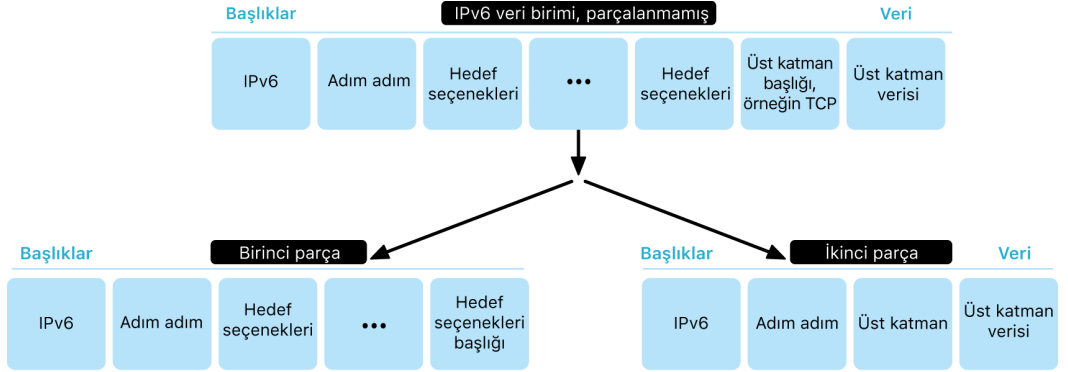 Başlıklar
IPv6 veri birimi, parçalanmamış
Veri
IPv6
Adım adım
Hedef
seçenekleri
...
Hedef
seçenekleri
Üst katman
başlığı,
örneğin TCP
Üst katman
verisi
Başlıklar
Birinci parça
IPv6
Adım adım
Hedef
seçenekleri
...
Hedef
seçenekleri
başlığı
Başlıklar
İkinci parça
Veri
IPv6
Adım adım
Üst katman
Üst katman
verisi